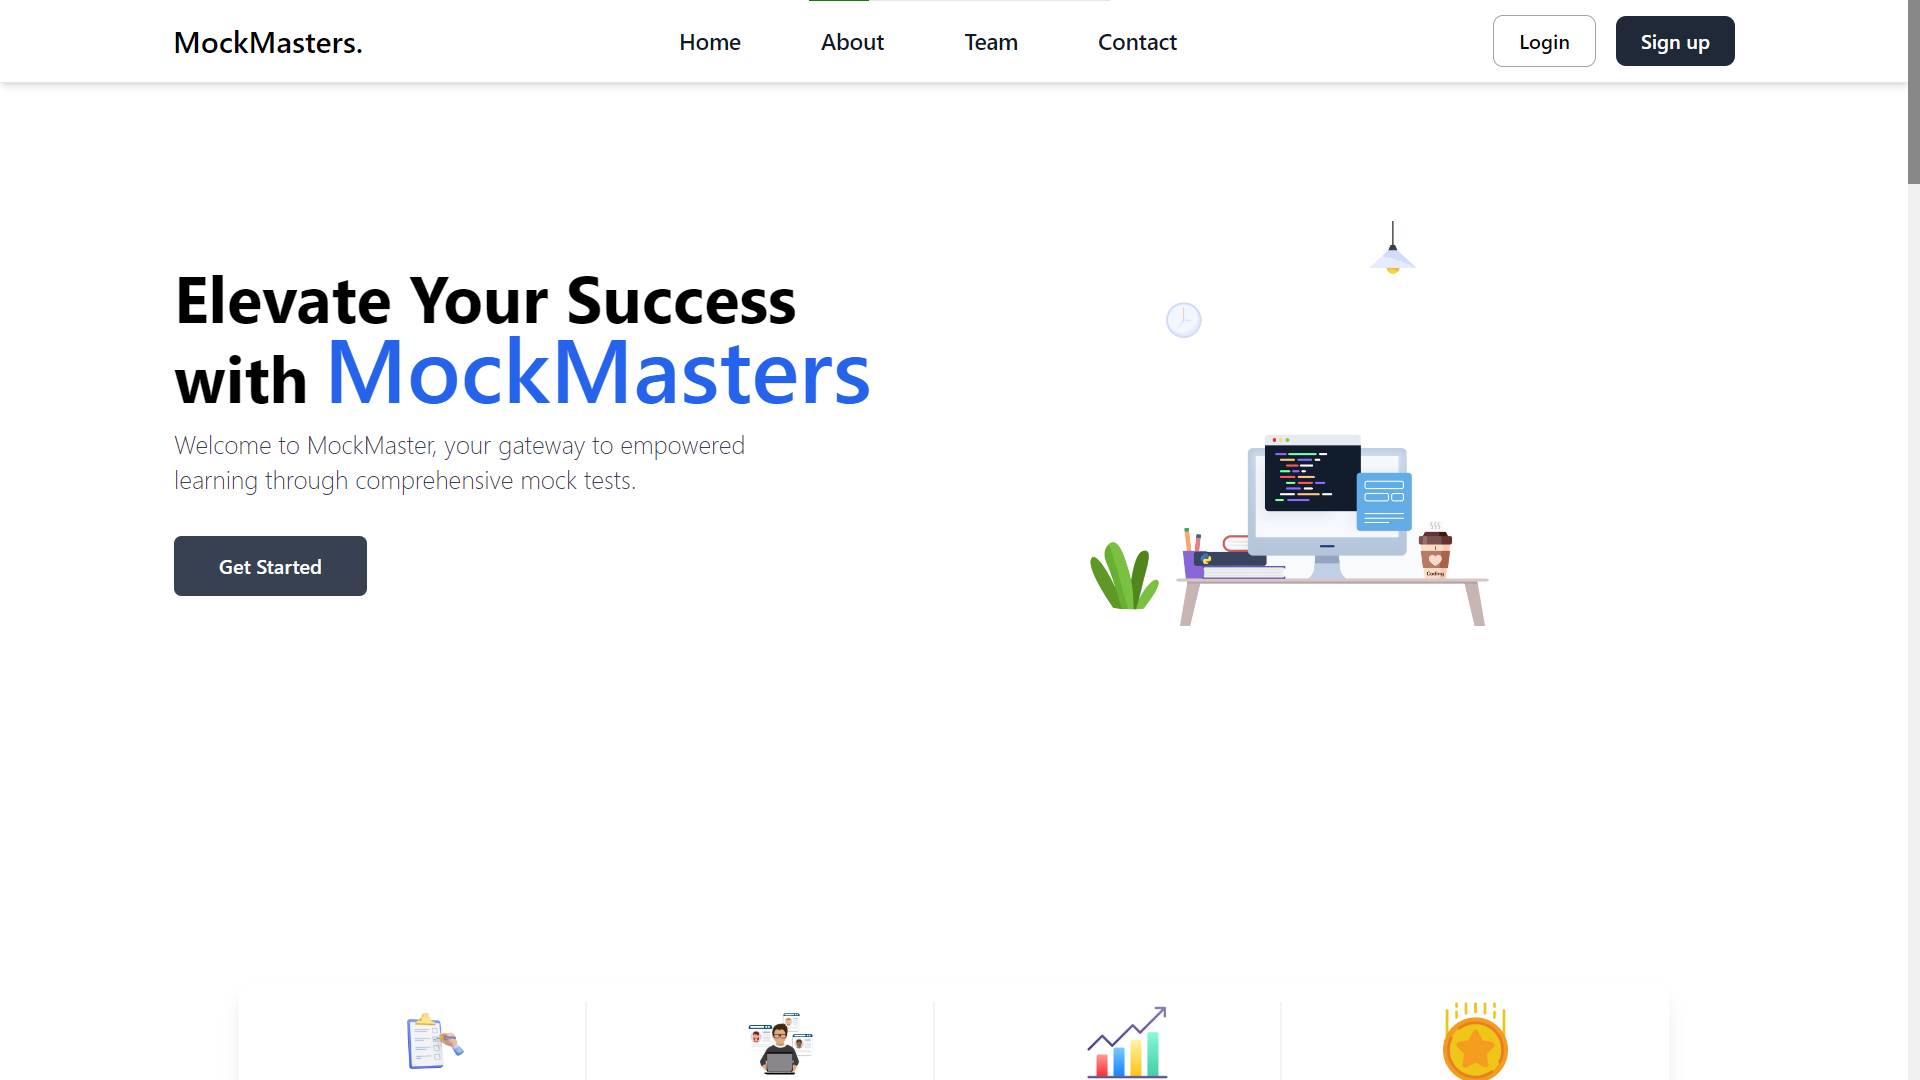 MockMasters.
Home
About
Team
Contact
Login
Sign up
Elevate Your Success
with MockMasters
Welcome to MockMaster, your gateway to empowered
learning through comprehensive mock tests.
Get Started
Coding